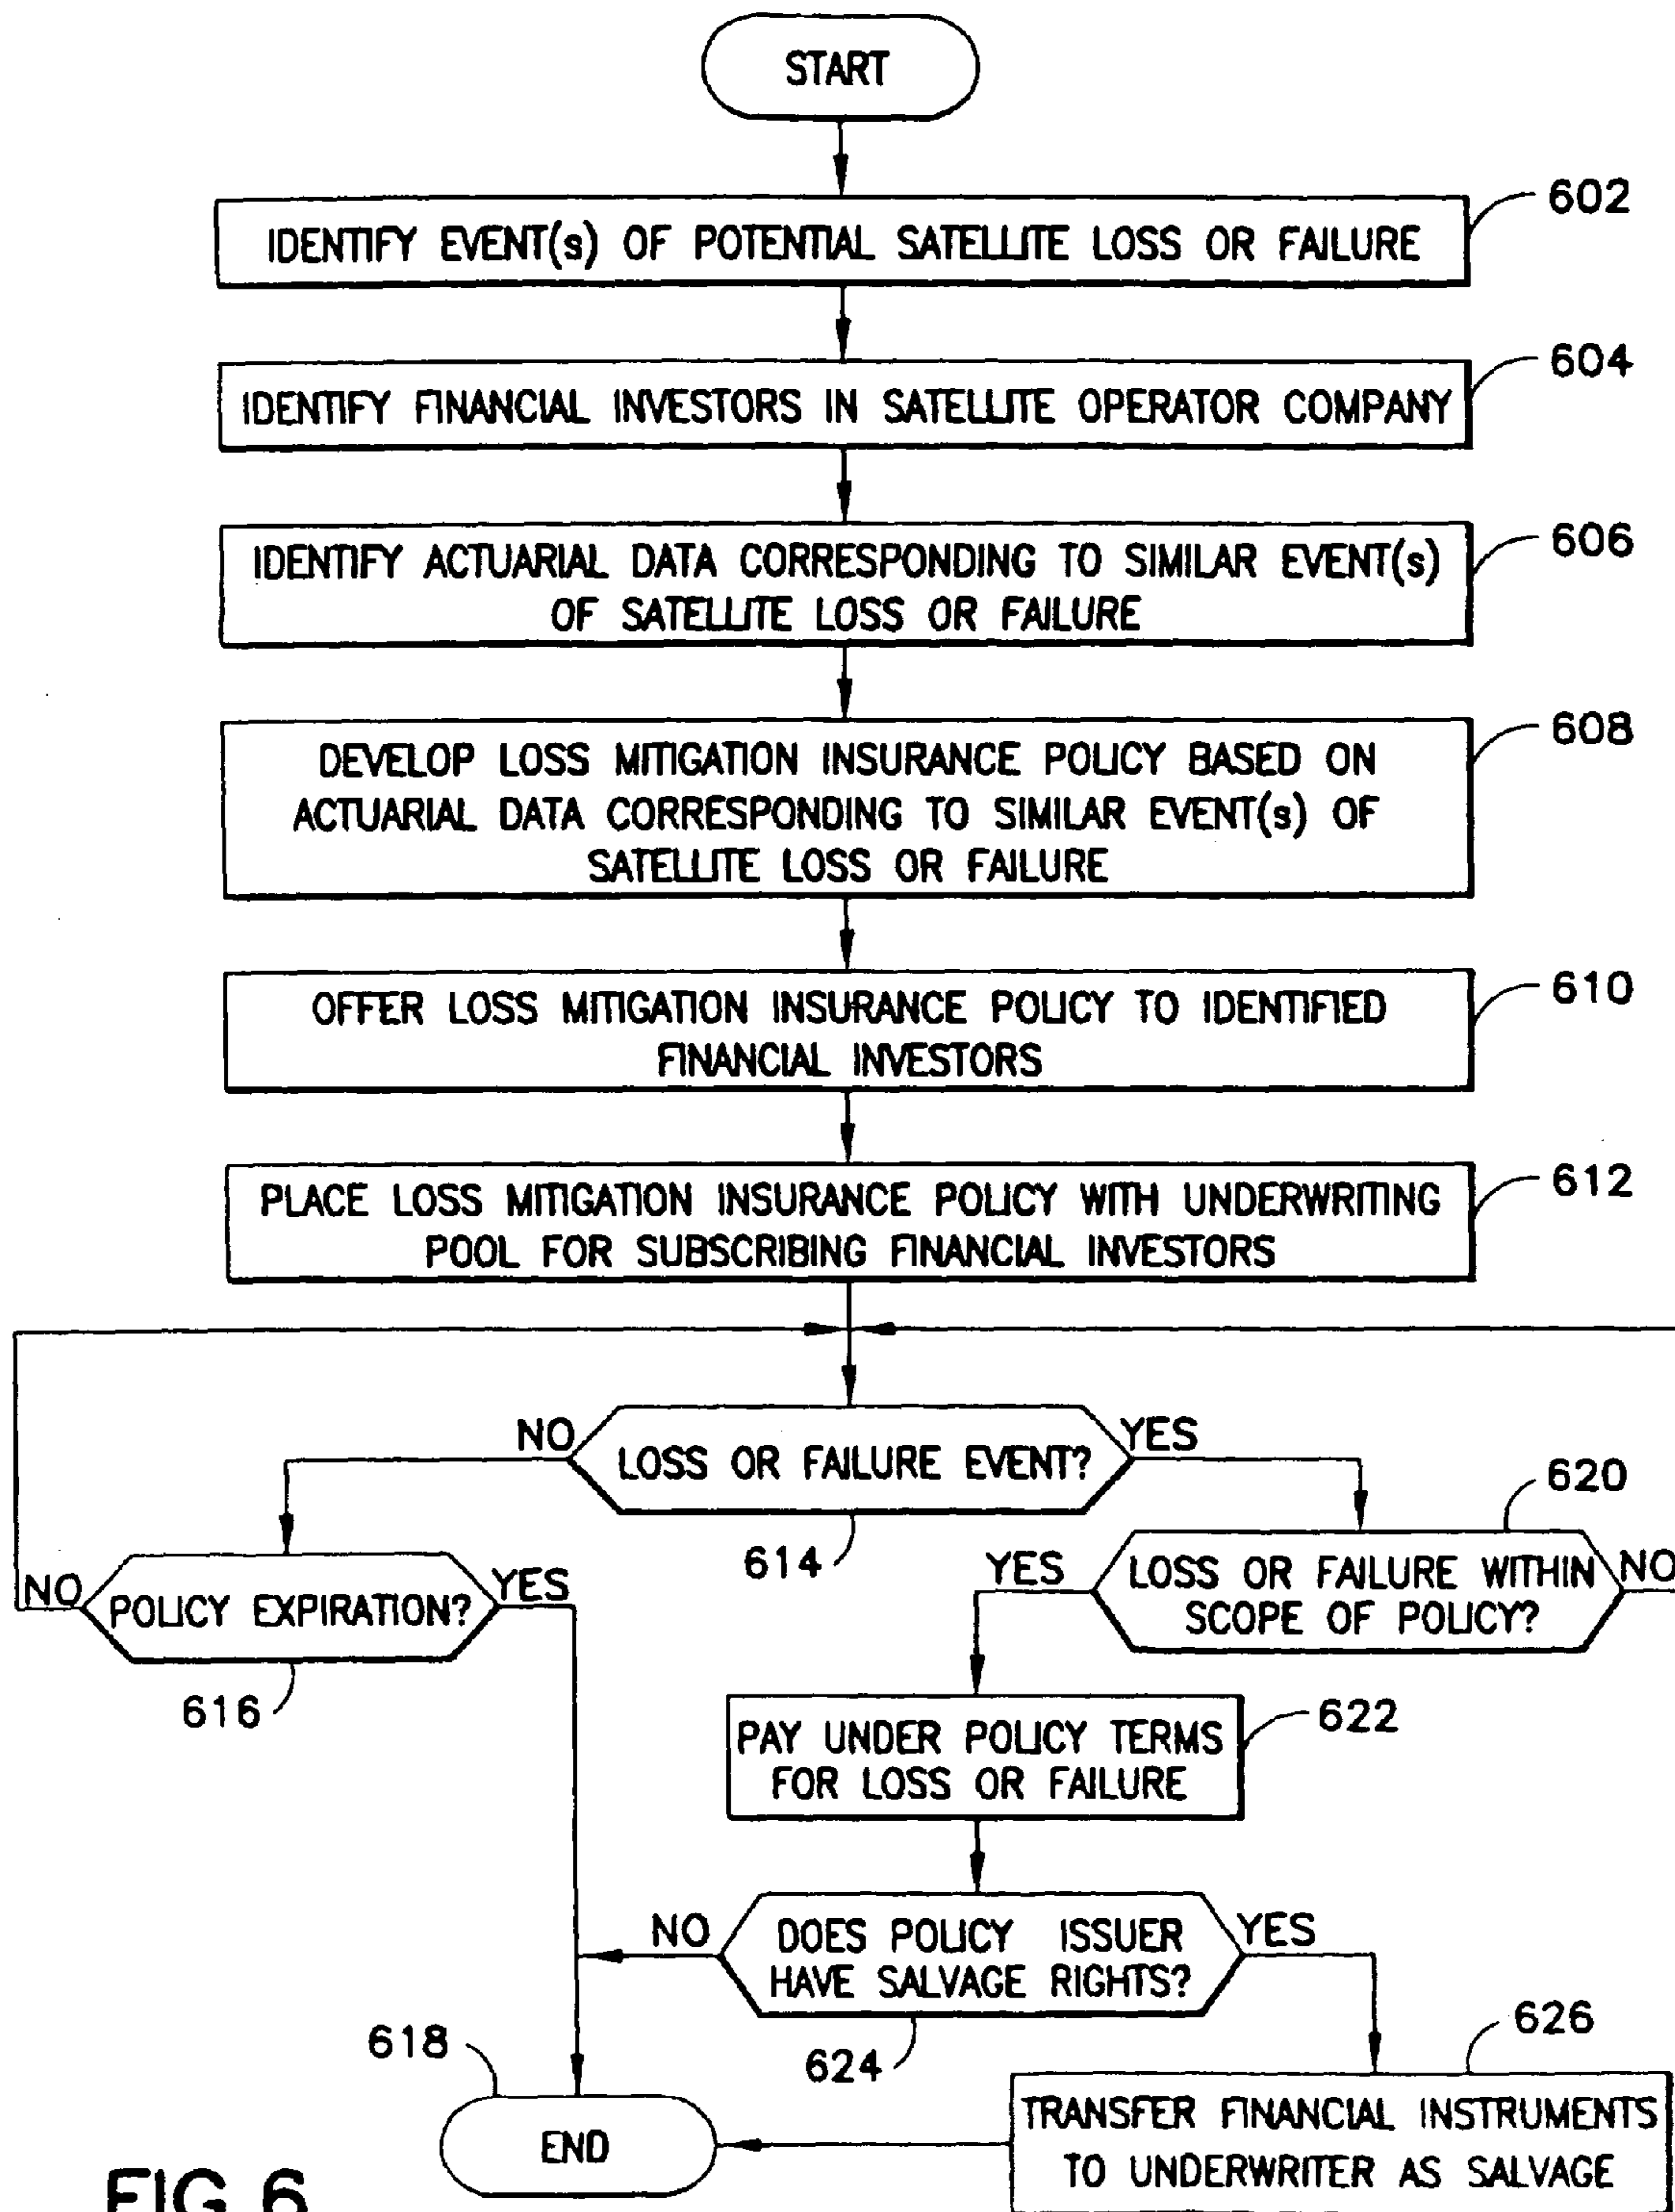 START
602
IDENTIFY EVENT(s) OF POTENTIAL SATELLITE LOSS OR FAILURE
604
IDENTIFY FINANCIAL INVESTORS IN SATELLITE OPERATOR COMPANY
606
IDENTIFY ACTUARIAL DATA CORRESPONDING TO SIMILAR EVENT(s)
OF SATELLITE LOSS OR FAILURE
608
DEVELOP LOSS MITIGATION INSURANCE POLICY BASED ON
ACTUARIAL DATA CORRESPONDING TO SIMILAR EVENT(s) OF
SATELLITE LOSS OR FAILURE
610
OFFER LOSS MITIGATION INSURANCE POLICY TO IDENTIFIED
FINANCIAL INVESTORS
612
PLACE LOSS MITIGATION INSURANCE POLICY WITH UNDERWRITING
POOL FOR SUBSCRIBING FINANCIAL INVESTORS
NO
LOSS OR FAILURE EVENT?
YES
614
620
NO
POLICY EXPIRATION?
YES
616
YES
LOSS OR FAILURE WITHIN
SCOPE OF POLICY?
NO
PAY UNDER POLICY TERMS
FOR LOSS OR FAILURE
622
NO
DOES POLICY ISSUER
HAVE SALVAGE RIGHTS?
YES
624
618
END
626
TRANSFER FINANCIAL INSTRUMENTS
TO UNDERWRITER AS SALVAGE
FIG. 6